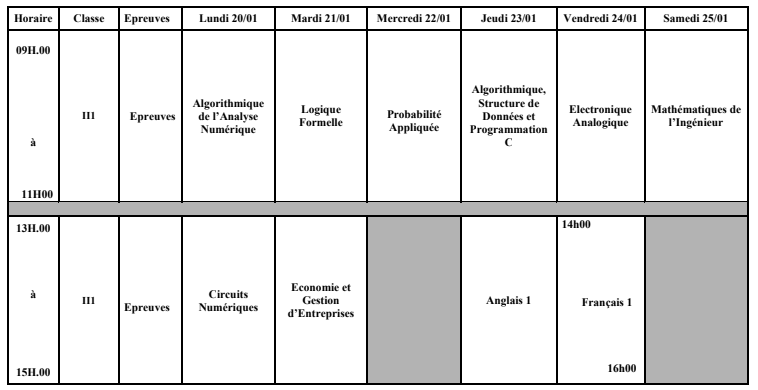 Horaire Classe Epreuves Lundi 20/01 Mardi 21/01 Mercredi 22/01 Jeudi 23/01 Vendredi 24/01 Samedi 25/01
09H.00
à
11H00
II1
Epreuves
Algorithmique
de l'Analyse
Numérique
Logique
Formelle
Probabilité
Appliquée
Algorithmique,
Structure de
Données et
Programmation
C
Electronique
Analogique
Mathématiques de
l'Ingénieur
13H.00
à
15H.00
II1
Epreuves
Circuits
Numériques
Economie et
Gestion
d'Entreprises
Anglais 1
14h00
Français 1
16h00